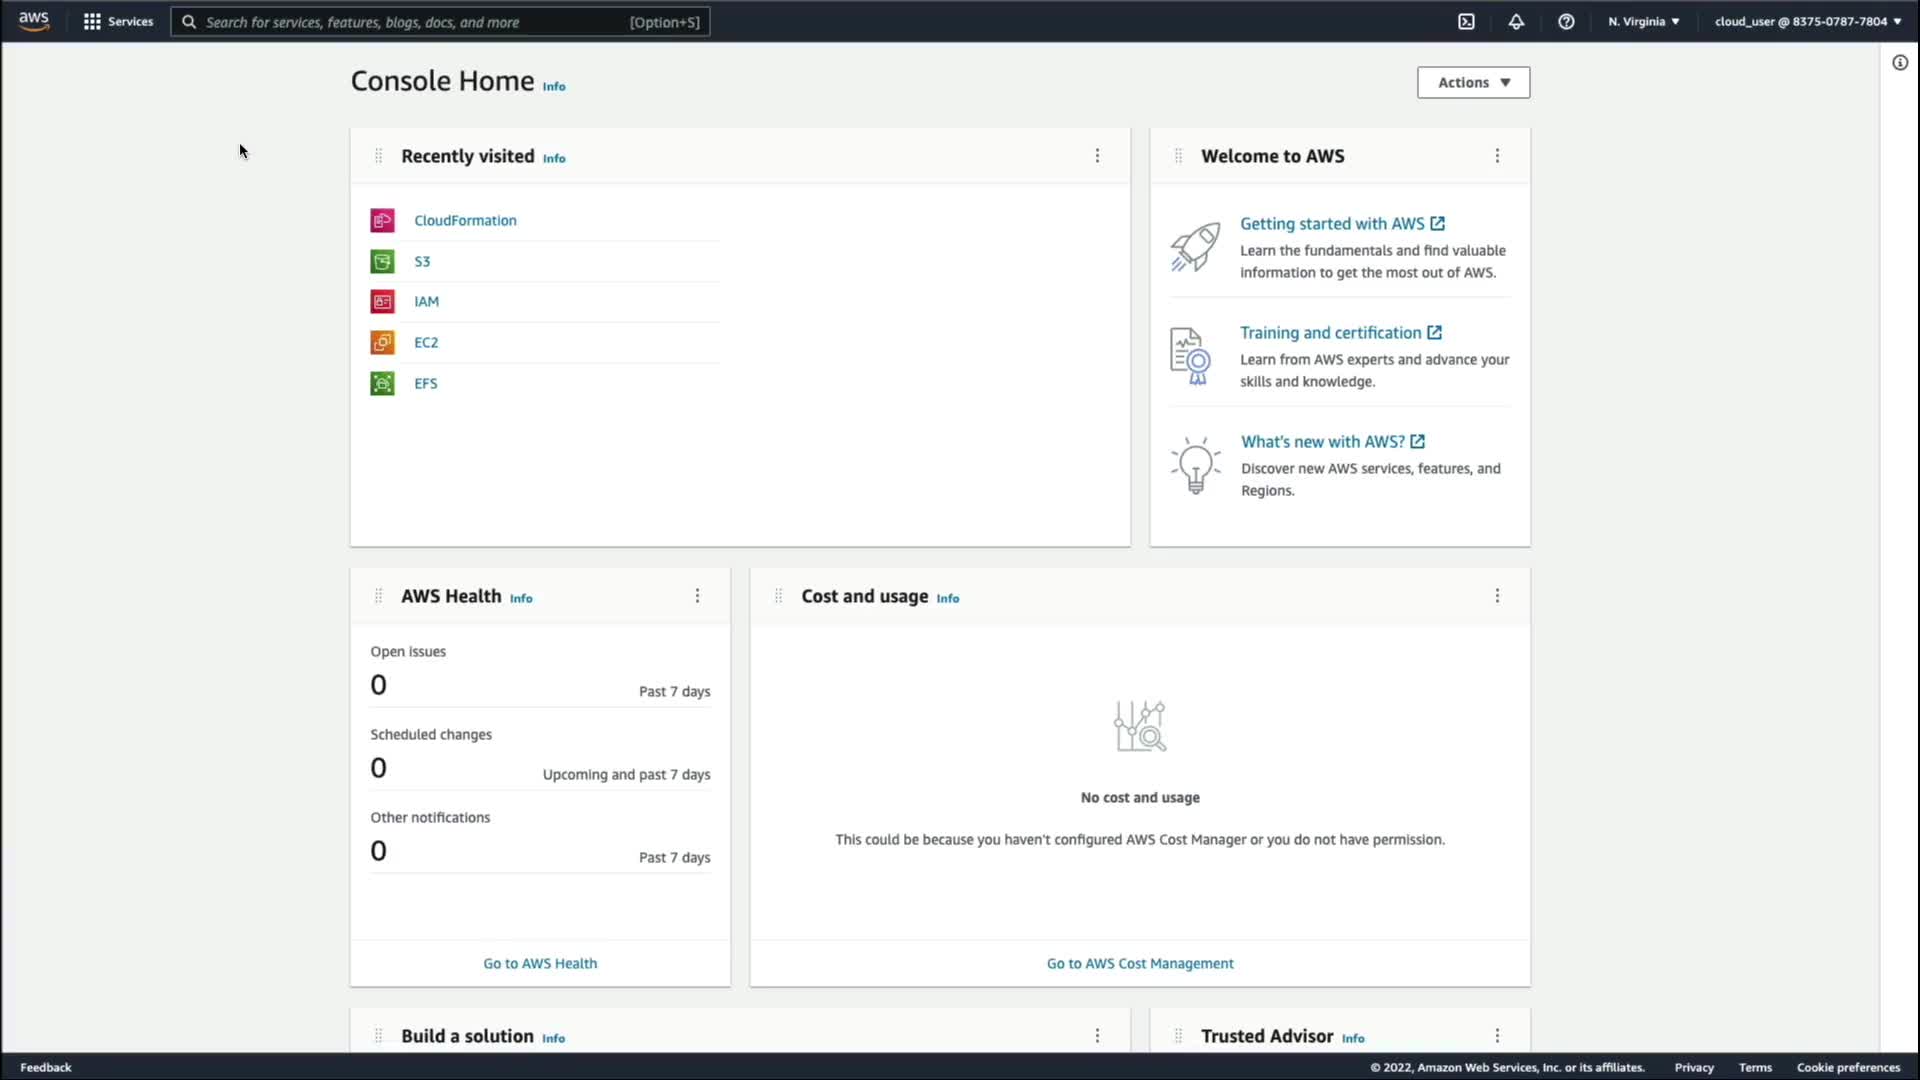 aws
Services
Search for services, features, blogs, docs, and more
[Option+S]
N. Virginia
cloud_user @ 8375-0787-7804
Console Home Info
Actions
Recently visited Info
CloudFormation
S3
IAM
EC2
EFS
Welcome to AWS
Getting started with AWS
Learn the fundamentals and find valuable
information to get the most out of AWS.
Training and certification
Learn from AWS experts and advance your
skills and knowledge.
What's new with AWS?
Discover new AWS services, features, and
Regions.
AWS Health Info
Open issues
0
Past 7 days
Scheduled changes
0
Upcoming and past 7 days
Other notifications
0
Past 7 days
Go to AWS Health
Cost and usage Info
No cost and usage
This could be because you haven't configured AWS Cost Manager or you do not have permission.
Go to AWS Cost Management
Build a solution Info
Trusted Advisor Info
Feedback
© 2022, Amazon Web Services, Inc. or its affiliates.
Privacy
Terms
Cookie preferences